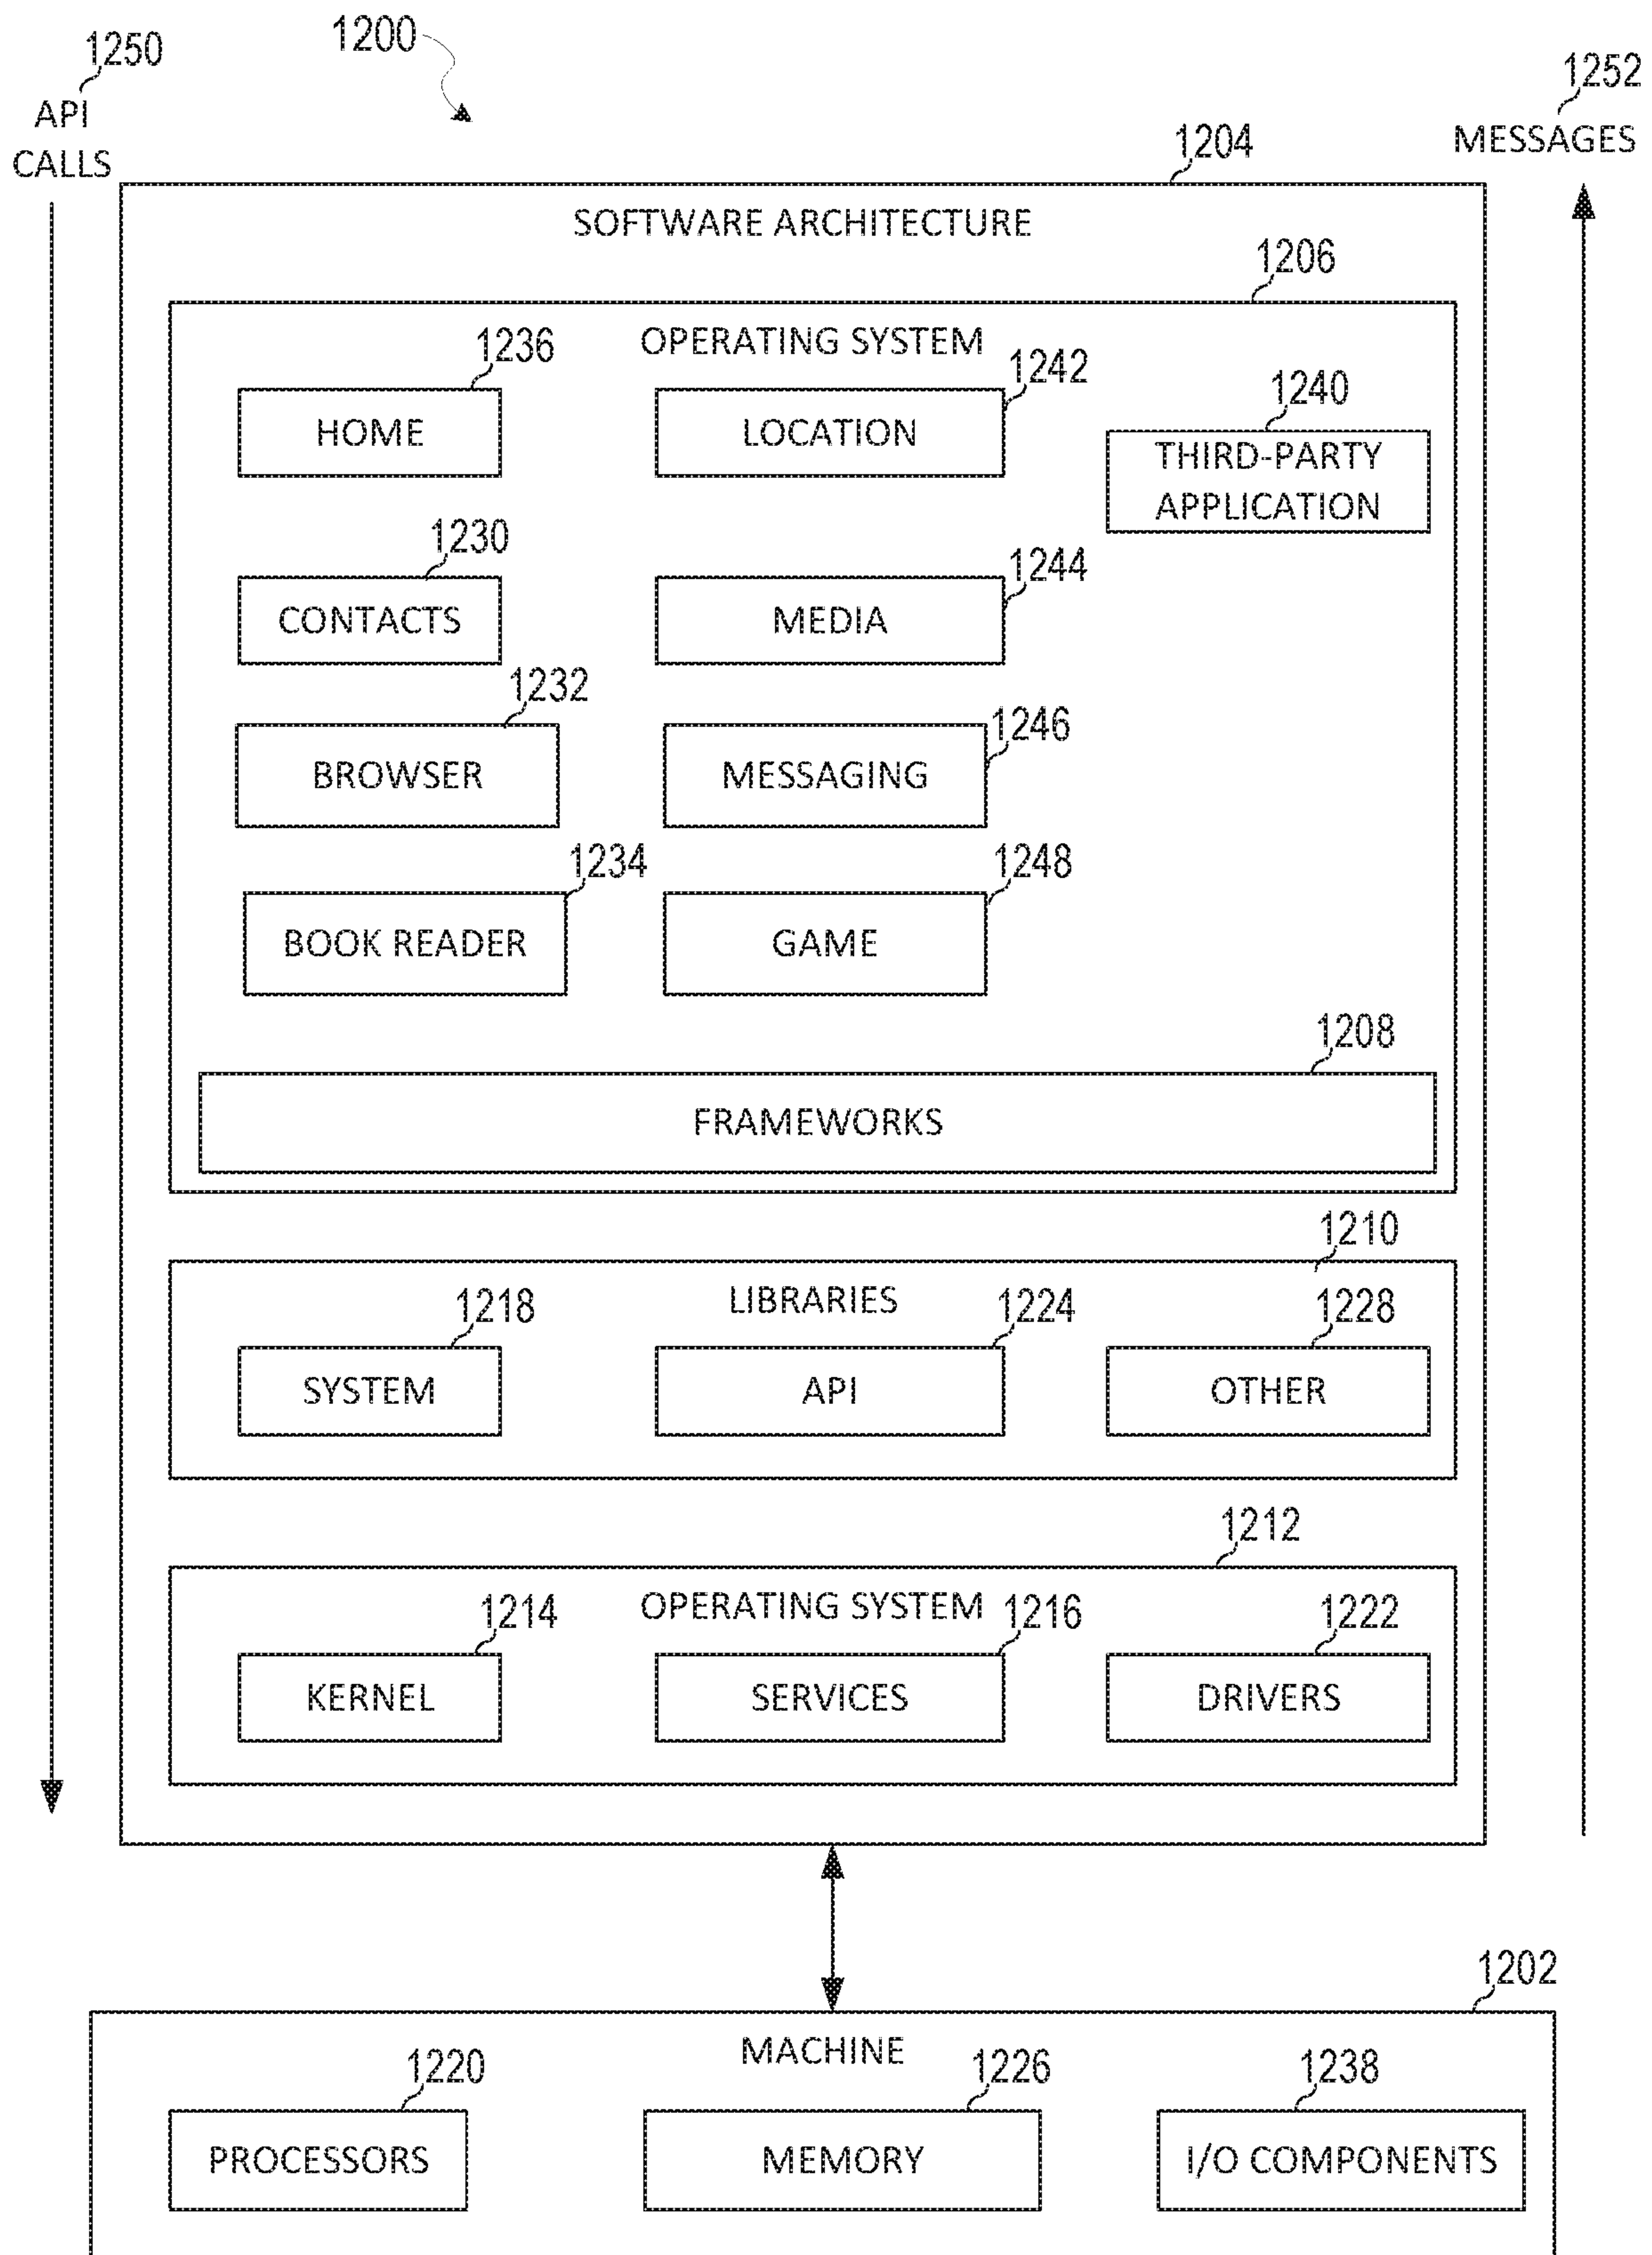 1200
1250
API
CALLS
1252
MESSAGES
1204
SOFTWARE ARCHITECTURE
1206
OPERATING SYSTEM
1236
HOME
1242
LOCATION
1240
THIRD-PARTY
APPLICATION
1230
CONTACTS
1244
MEDIA
1232
BROWSER
1246
MESSAGING
1234
BOOK READER
1248
GAME
1208
FRAMEWORKS
1210
LIBRARIES
1218
SYSTEM
1224
API
1228
OTHER
1212
OPERATING SYSTEM
1214
KERNEL
1216
SERVICES
1222
DRIVERS
1202
MACHINE
1220
PROCESSORS
1226
MEMORY
1238
I/O COMPONENTS